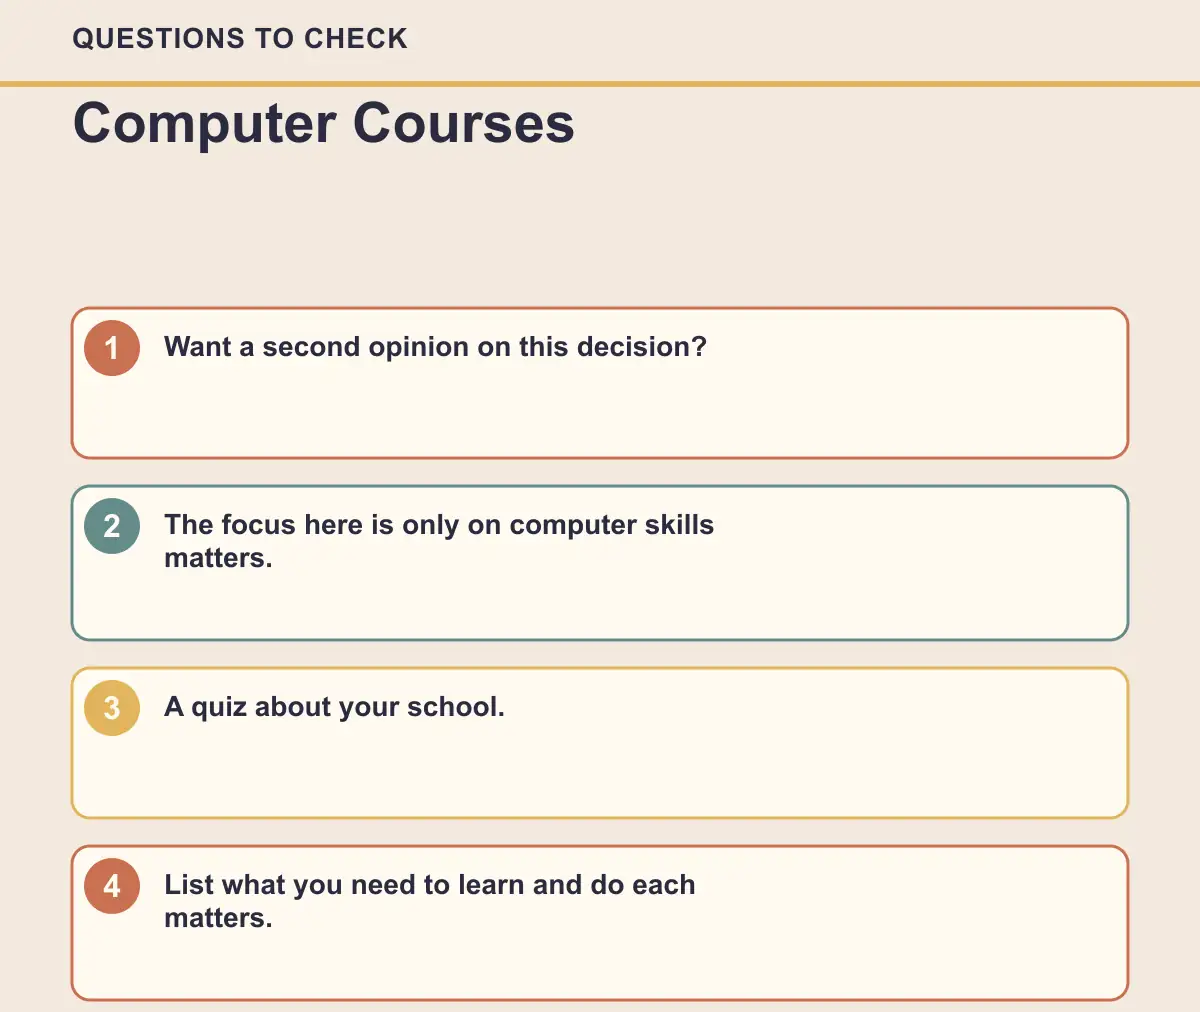 QUESTIONS TO CHECK
Computer Courses
1
Want a second opinion on this decision?
2
The focus here is only on computer skills
matters.
3
A quiz about your school.
4
List what you need to learn and do each
matters.